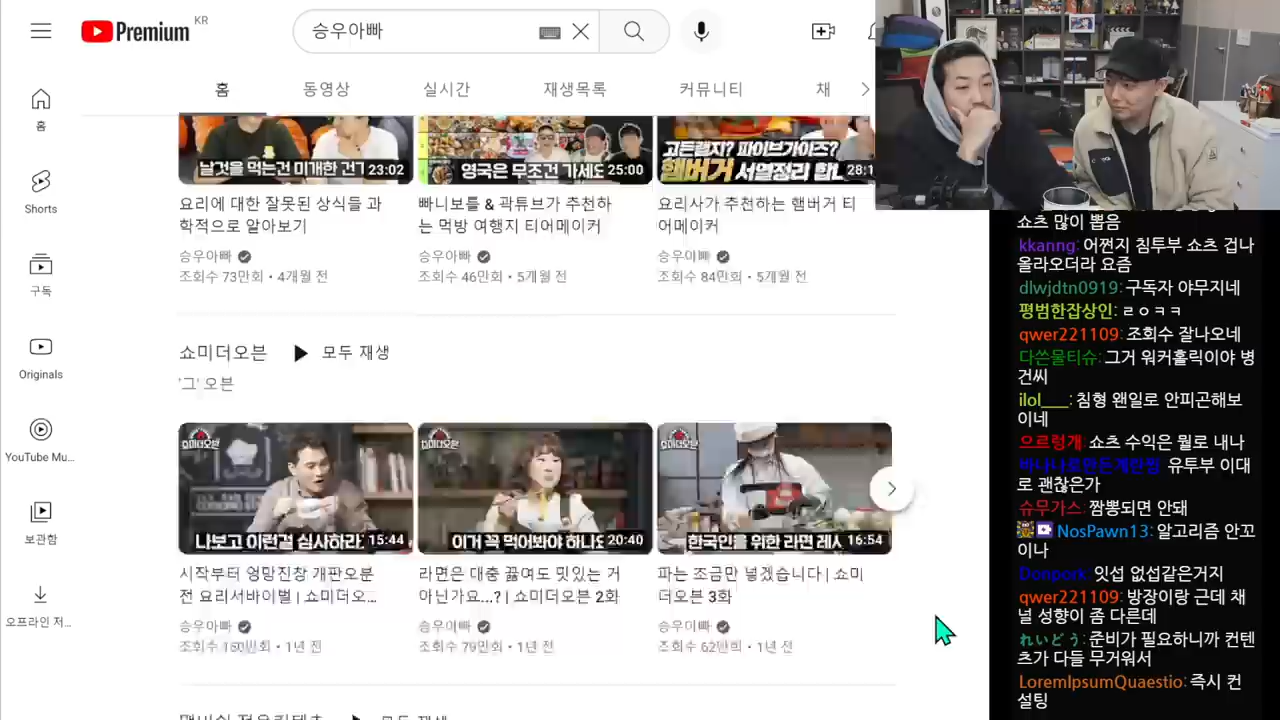 Premium KR
승우아빠
홈
동영상
실시간
재생목록
커뮤니티
채
홈
Shorts
구독
Originals
YouTube Mu...
보관함
오프라인 저...
날것을 먹는건 미개한
23:02
영국은 무조건 가세요
25:00
고든램지? 파이브가이즈?
햄버거 서열정리 합니
28:1
요리에 대한 잘못된 상식들 과
학적으로 알아보기
승우아빠
조회수 73만회 • 4개월 전
빠니보틀 & 곽튜브가 추천하
는 먹방 여행지 티어메이커
승우아빠
조회수 46만회 • 5개월 전
요리사가 추천하는 햄버거 티
어메이커
승우아빠
조회수 84만회 • 5개월 전
쇼미더오븐
모두 재생
'그' 오븐
쇼미더오븐
나보고 이런걸 심사하라
15:44
쇼미더오븐
이거 꼭 먹어봐야 하나요
20:40
쇼미더오븐
한국인을 위한 라면 레시
16:54
시작부터 엉망진창 개판오분
전 요리서바이벌 | 쇼미더오...
승우아빠
조회수 160만회 • 1년 전
라면은 대충 끓여도 맛있는 거
아닌가요...? | 쇼미더오븐 2화
승우아빠
조회수 79만회 • 1년 전
파는 조금만 넣겠습니다 | 쇼미
더오븐 3화
승우아빠
조회수 62만회 • 1년 전
모두 재생
쇼츠 많이 뽑음
kkanng: 어쩐지 침투부 쇼츠 겁나
올라오더라 요즘
dlwjdtn0919: 구독자 야무지네
평범한잡상인: ㄹㅇㅋㅋ
qwer221109: 조회수 잘나오네
다쓴물티슈: 그거 워커홀릭이야 병
건씨
ilol___: 침형 왠일로 안피곤해보
이네
으르렁개: 쇼츠 수익은 뭘로 내나
바나나로만든계란찜: 유투부 이대
로 괜찮은가
슈무가스: 짬뽕되면 안돼
NosPawn13: 알고리즘 안꼬
이나
Donpork: 잇섭 없섭같은거지
qwer221109: 방장이랑 근데 채
널 성향이 좀 다른데
れいどう: 준비가 필요하니까 컨텐
츠가 다들 무거워서
LoremIpsumQuaestio: 즉시 컨
설팅